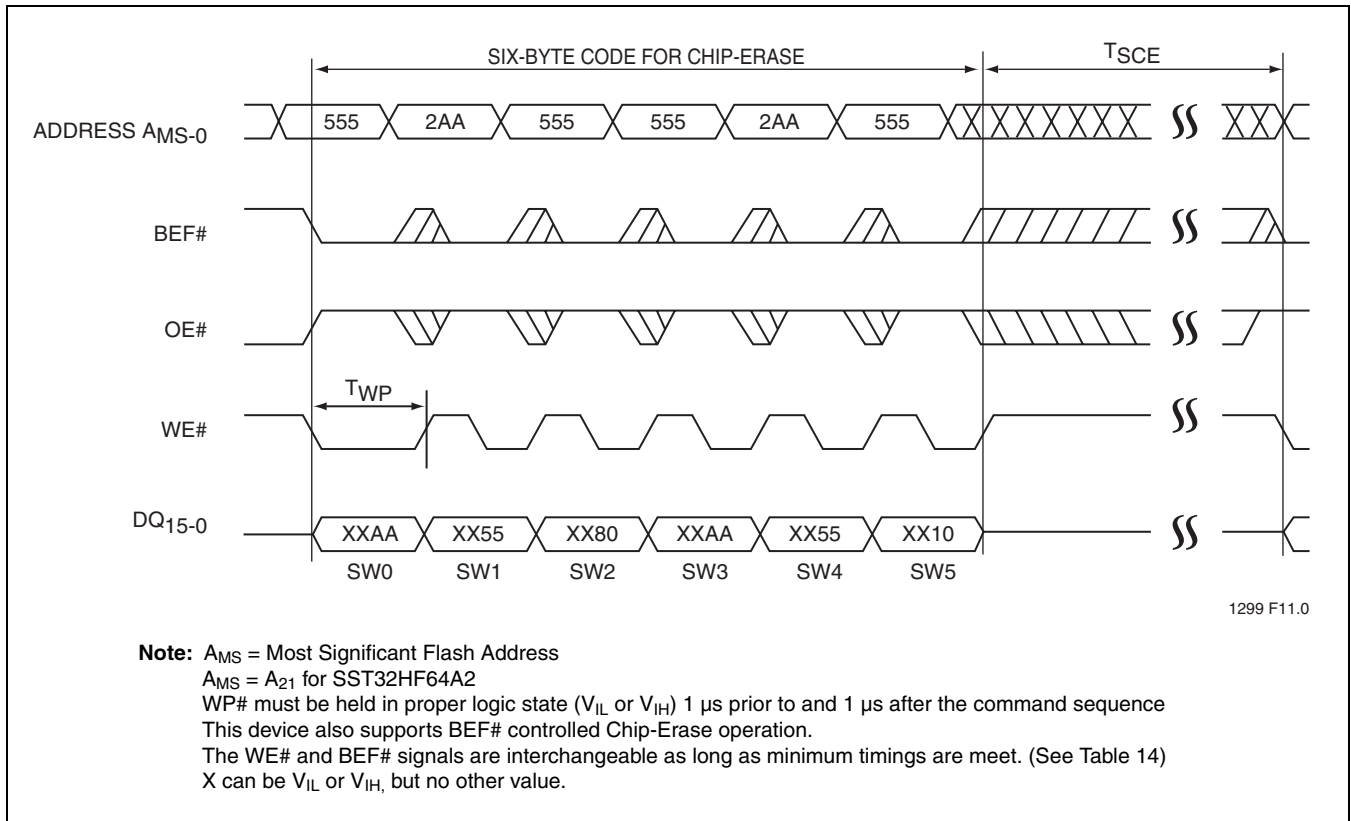 SIX-BYTE CODE FOR CHIP-ERASE TSCE
ADDRESS AMS-0 555 2AA 555 555 2AA 555
BEF#
OE#
TWP
WE#
DQ15-0 XXAA XX55 XX80 XXAA XX55 XX10
SW0 SW1 SW2 SW3 SW4 SW5
1299 F11.0
Note: AMS = Most Significant Flash Address
AMS = A21 for SST32HF64A2
WP# must be held in proper logic state (VIL or VIH) 1 µs prior to and 1 µs after the command sequence
This device also supports BEF# controlled Chip-Erase operation.
The WE# and BEF# signals are interchangeable as long as minimum timings are meet. (See Table 14)
X can be VIL or VIH, but no other value.